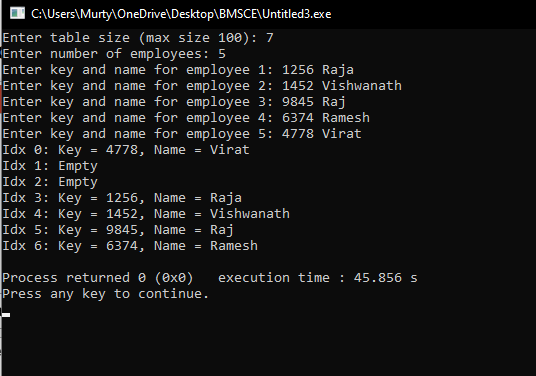 C:\Users\Murty\OneDrive\Desktop\BMSCE\Untitled3.exe
Enter table size (max size 100): 7
Enter number of employees: 5
Enter key and name for employee 1: 1256 Raja
Enter key and name for employee 2: 1452 Vishwanath
Enter key and name for employee 3: 9845 Raj
Enter key and name for employee 4: 6374 Ramesh
Enter key and name for employee 5: 4778 Virat
Idx 0: Key = 4778, Name = Virat
Idx 1: Empty
Idx 2: Empty
Idx 3: Key = 1256, Name = Raja
Idx 4: Key = 1452, Name = Vishwanath
Idx 5: Key = 9845, Name = Raj
Idx 6: Key = 6374, Name = Ramesh
Process returned 0 (0x0)   execution time : 45.856 s
Press any key to continue.